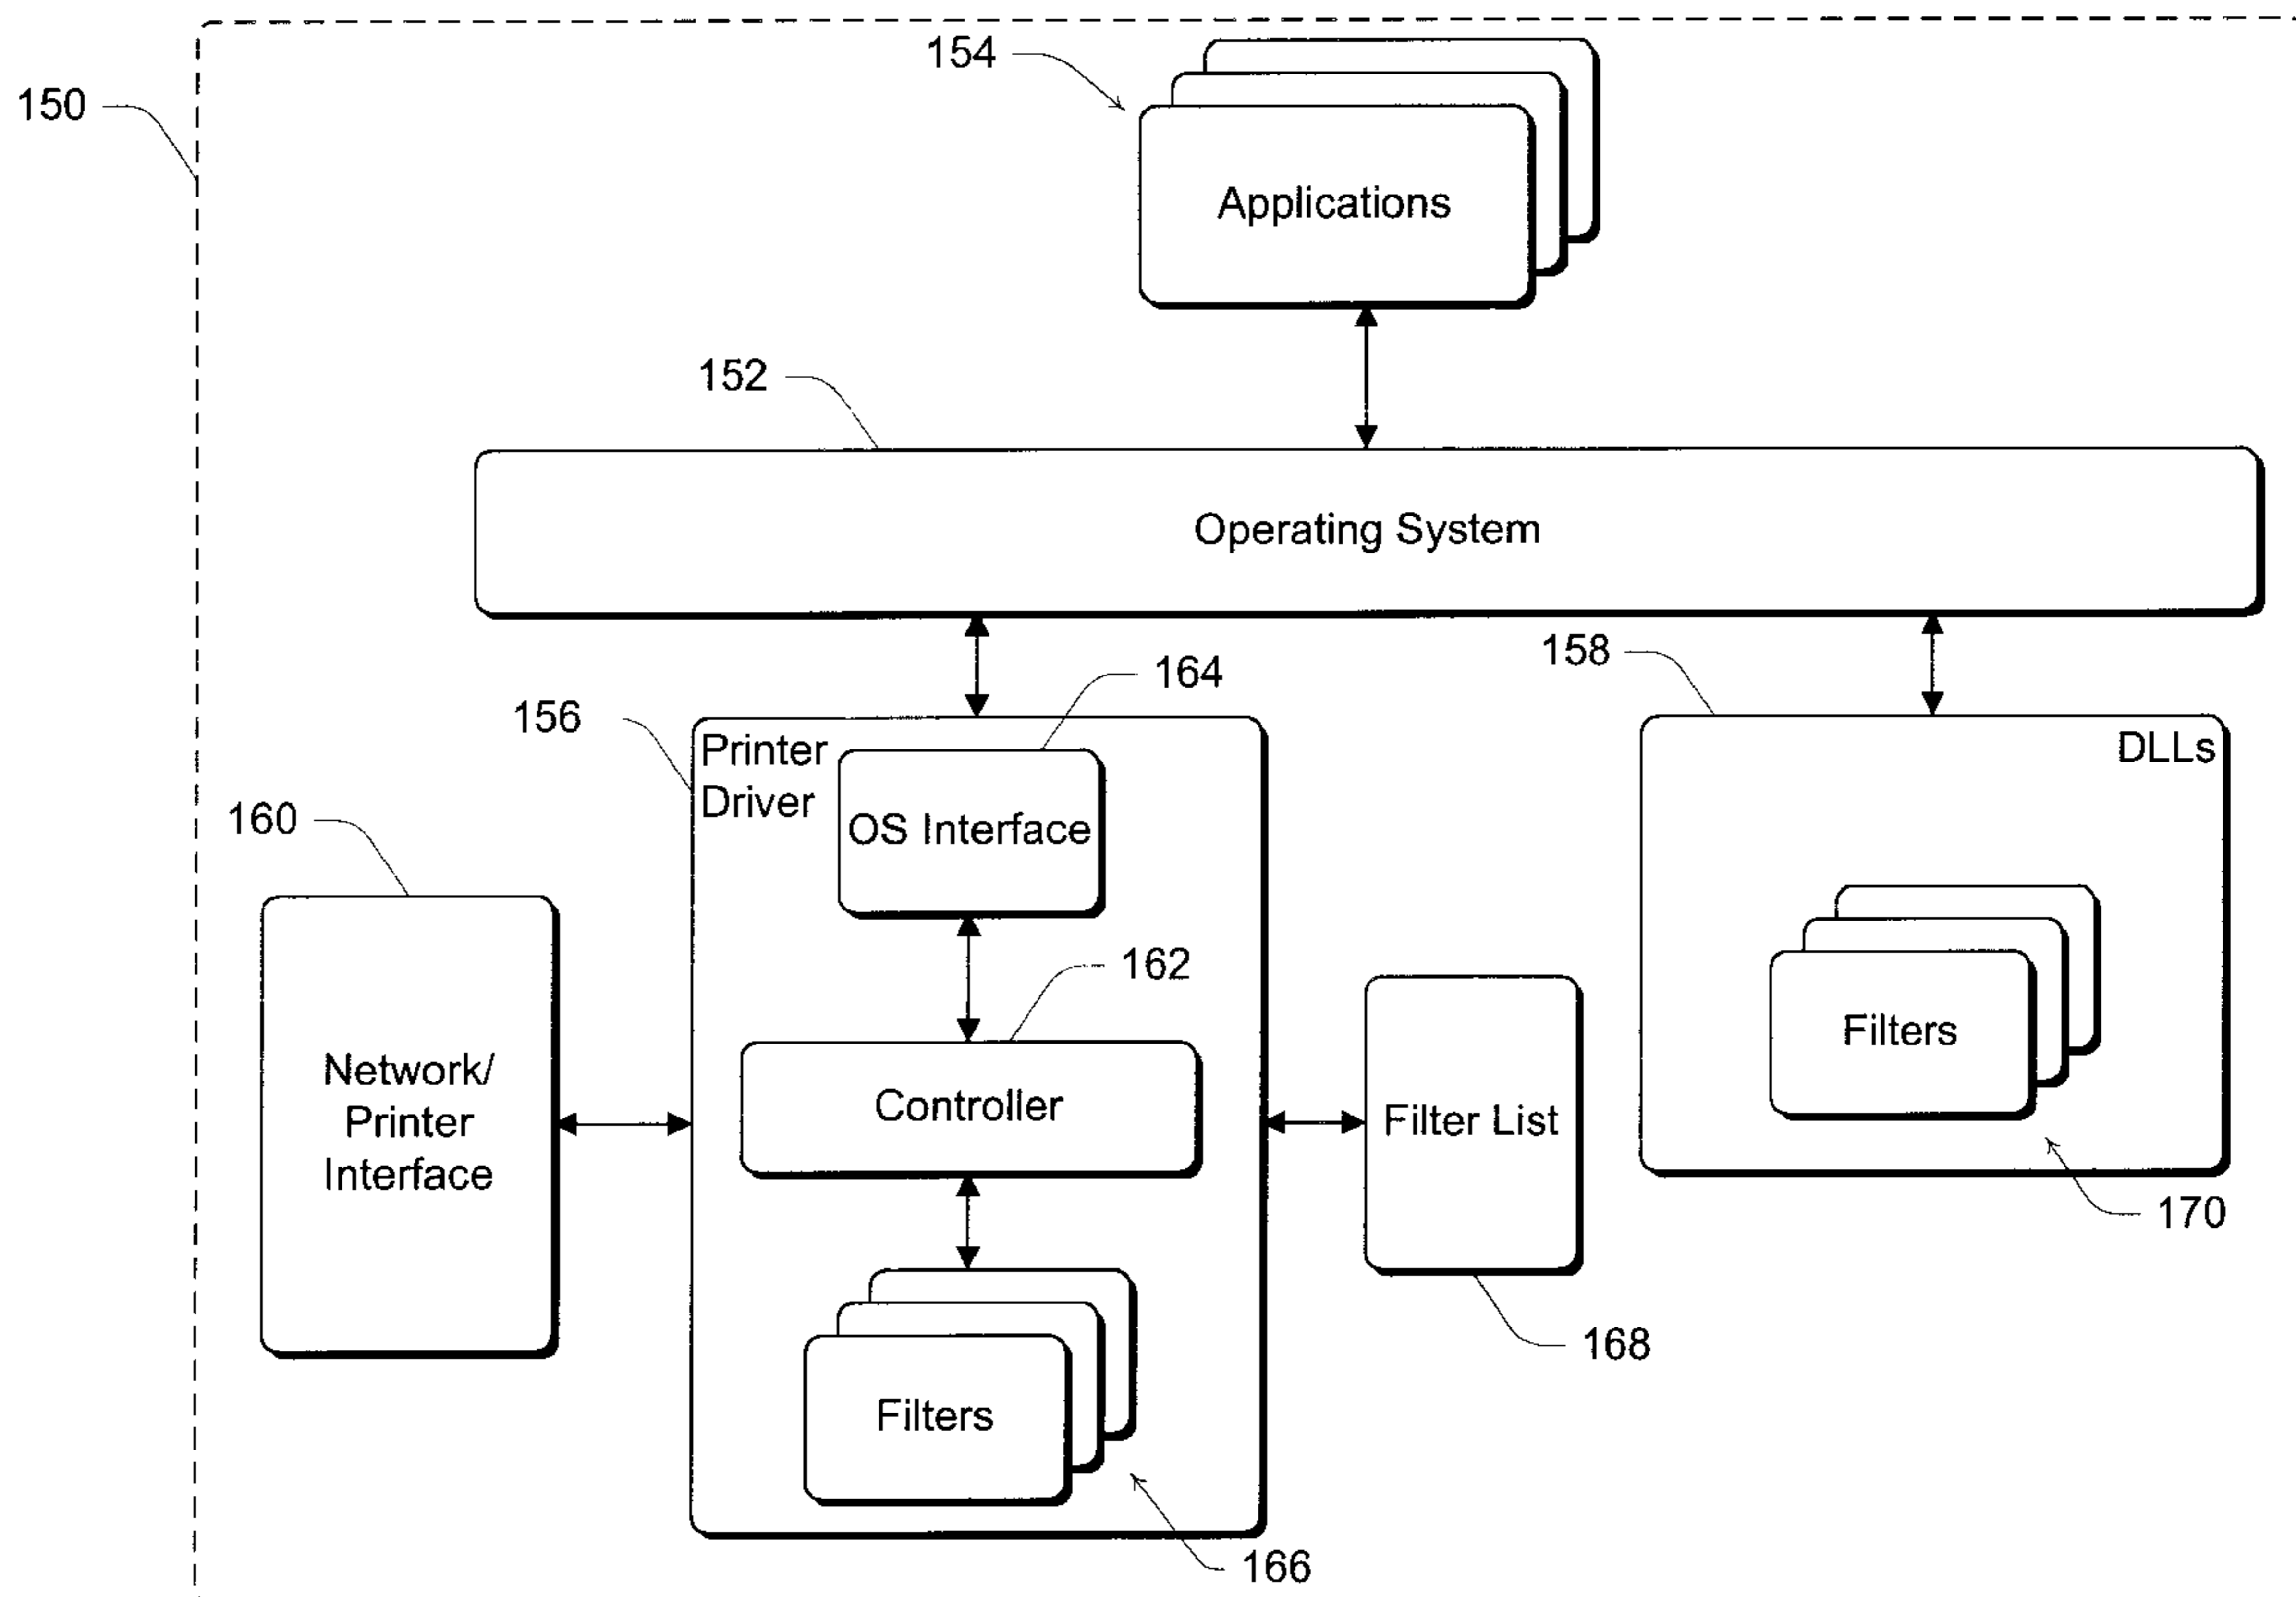 154
150
Applications
152
Operating System
158
164
156
Printer
Driver
DLLs
160
OS Interface
162
Network/
Printer
Interface
Controller
Filter List
Filters
170
168
Filters
166